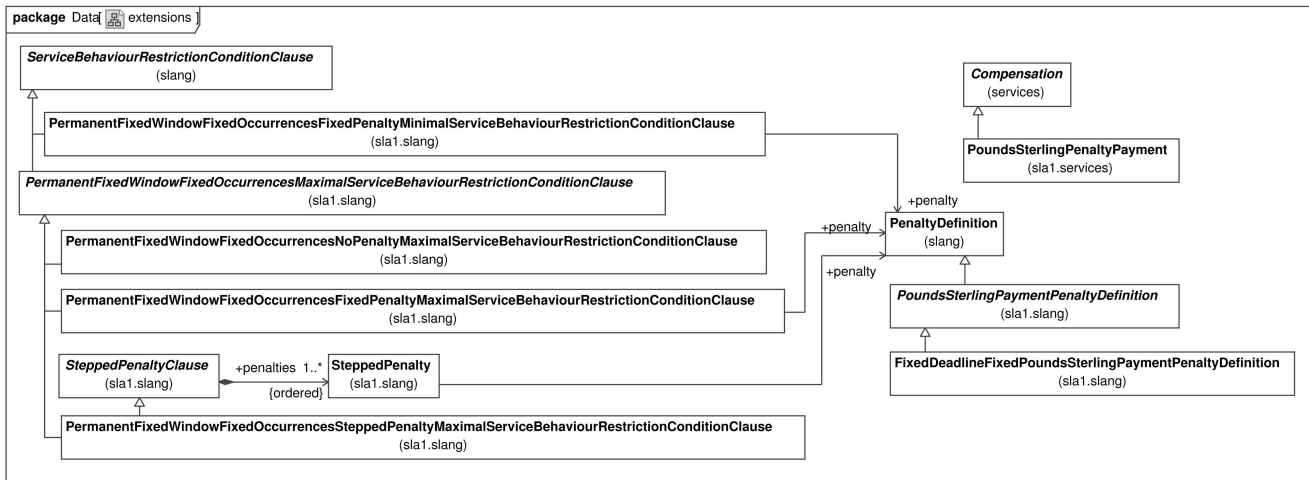 package Data[ extensions ]
ServiceBehaviourRestrictionConditionClause
(slang)
Compensation
(services)
PermanentFixedWindowFixedOccurrencesFixedPenaltyMinimalServiceBehaviourRestrictionConditionClause
(sla1.slang)
PoundsSterlingPenaltyPayment
(sla1.services)
PermanentFixedWindowFixedOccurrencesMaximalServiceBehaviourRestrictionConditionClause
(sla1.slang)
+penalty
PenaltyDefinition
(slang)
PermanentFixedWindowFixedOccurrencesNoPenaltyMaximalServiceBehaviourRestrictionConditionClause
(sla1.slang)
+penalty
+penalty
PermanentFixedWindowFixedOccurrencesFixedPenaltyMaximalServiceBehaviourRestrictionConditionClause
(sla1.slang)
PoundsSterlingPaymentPenaltyDefinition
(sla1.slang)
SteppedPenaltyClause
(sla1.slang)
+penalties 1..*
{ordered}
SteppedPenalty
(sla1.slang)
FixedDeadlineFixedPoundsSterlingPaymentPenaltyDefinition
(sla1.slang)
PermanentFixedWindowFixedOccurrencesSteppedPenaltyMaximalServiceBehaviourRestrictionConditionClause
(sla1.slang)